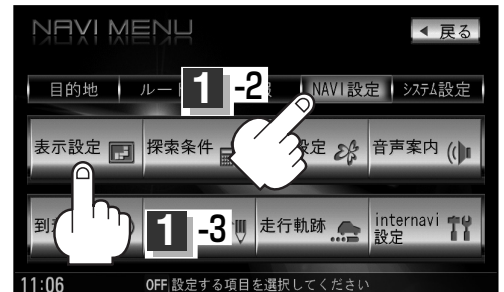 NAVI MENU
◀ 戻る
目的地 ルート 1 -2 報 NAVI設定 システム設定
表示設定 探索条件 設定 音声案内
到 1 -3 走行軌跡 internavi
設定
11:06 OFF 設定する項目を選択してください